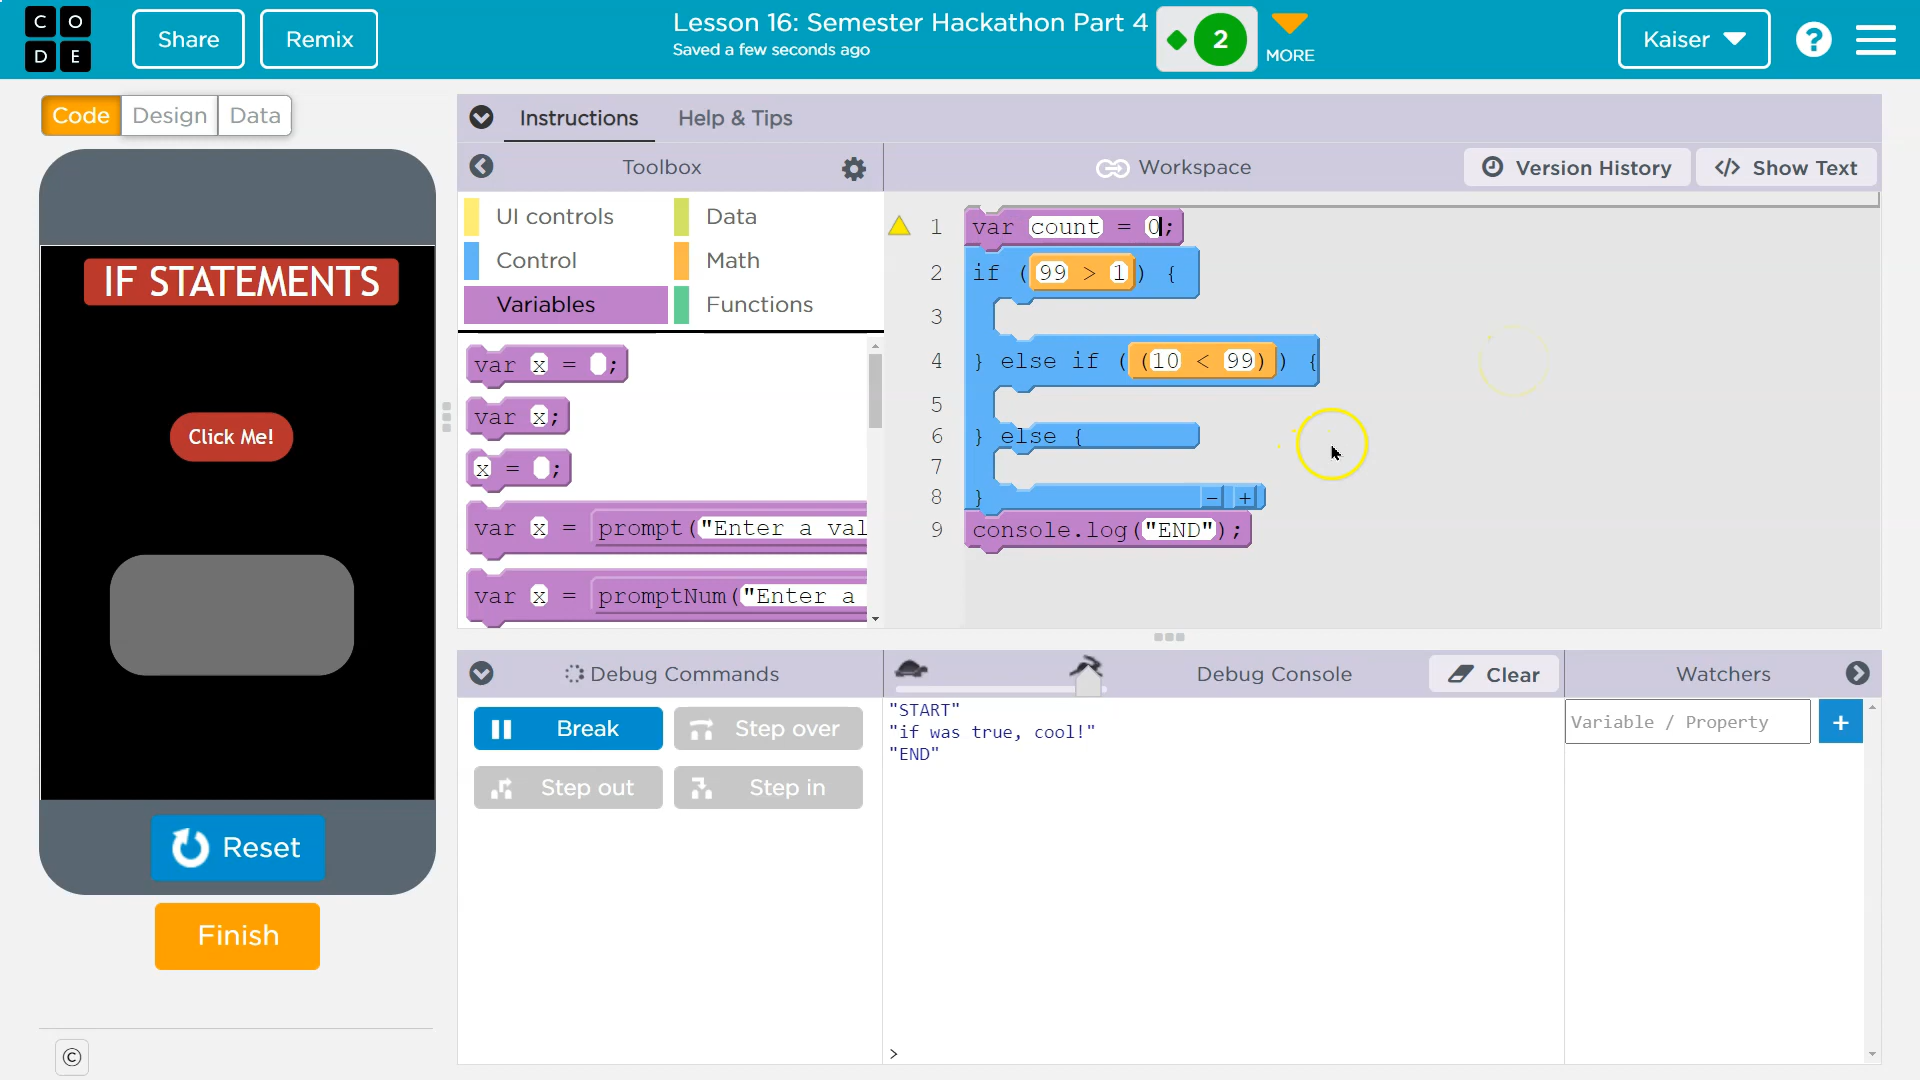 CODE
Share
Remix
Lesson 16: Semester Hackathon Part 4
Saved a few seconds ago
2
MORE
Kaiser
?
Code
Design
Data
Instructions
Help & Tips
Toolbox
Workspace
Version History
</> Show Text
UI controls
Data
Control
Math
Variables
Functions
var x = ;
var x;
x = ;
var x = prompt("Enter a val
var x = promptNum("Enter a
1 var count = 0;
2 if (99 > 1) {
3
4 } else if ((10 < 99)) {
5
6 } else {
7
8 } - +
9 console.log("END");
IF STATEMENTS
Click Me!
Reset
Finish
©
Debug Commands
Break
Step over
Step out
Step in
Debug Console
Clear
"START"
"if was true, cool!"
"END"
>
Watchers
Variable / Property
+